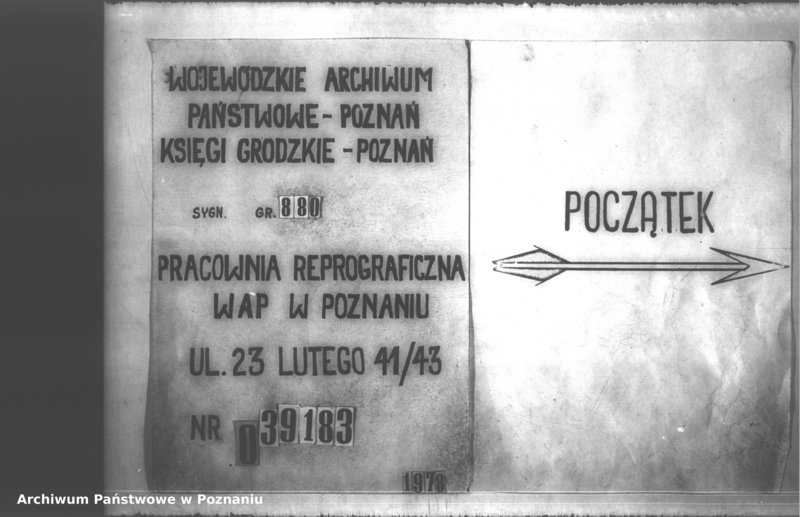 WOJEWÓDZKIE ARCHIWUM
PAŃSTWOWE - POZNAŃ
KSIĘGI GRODZKIE - POZNAŃ
SYGN. GR. 880
PRACOWNIA REPROGRAFICZNA
WAP W POZNANIU
UL. 23 LUTEGO 41/43
NR 039183
1978
POCZĄTEK
Archiwum Państwowe w Poznaniu